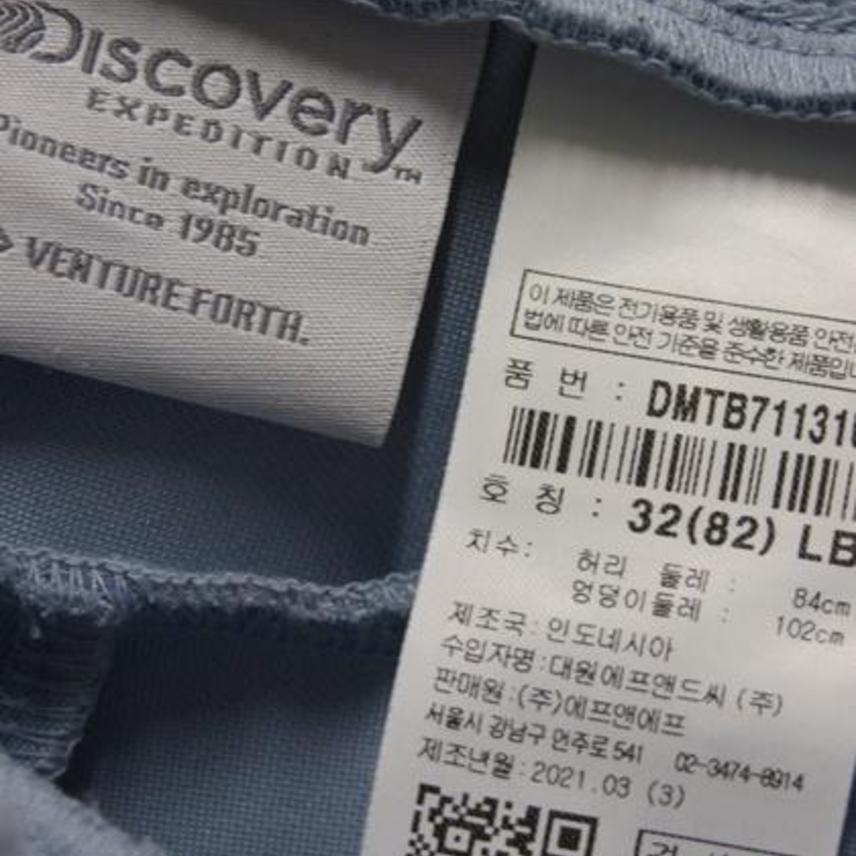 Discovery
EXPEDITION™
Pioneers in exploration
Since 1985
VENTURE FORTH.
이 제품은 전기용품 및 생활용품 안전
법에 따른 안전 기준을 준수한 제품입니
품 번 : DMTB71131
호 칭 : 32(82) LB
치수: 허리 둘레 : 84cm
엉덩이둘레 : 102cm
제조국 : 인도네시아
수입자명 : 대원에프앤드씨 (주)
판매원 : (주)에프앤에프
서울시 강남구 언주로 541 02-3474-8914
제조년월 : 2021.03 (3)